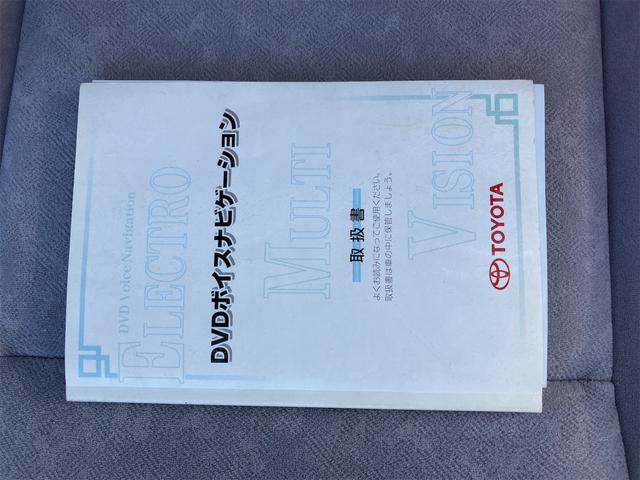 DVD Voice Navigation
ELECTRO
DVDボイスナビゲーション
MULTI
取扱書
よくお読みになってご使用ください。
取扱書は車の中に保管しましょう。
VISION
TOYOTA